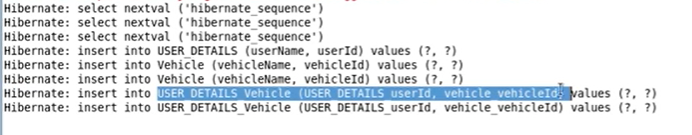 Hibernate: select nextval ('hibernate_sequence')
Hibernate: select nextval ('hibernate_sequence')
Hibernate: select nextval ('hibernate_sequence')
Hibernate: insert into USER_DETAILS (userName, userId) values (?, ?)
Hibernate: insert into Vehicle (vehicleName, vehicleId) values (?, ?)
Hibernate: insert into Vehicle (vehicleName, vehicleId) values (?, ?)
Hibernate: insert into USER_DETAILS_Vehicle (USER_DETAILS_userId, vehicle_vehicleId) values (?, ?)
Hibernate: insert into USER_DETAILS_Vehicle (USER_DETAILS_userId, vehicle_vehicleId) values (?, ?)